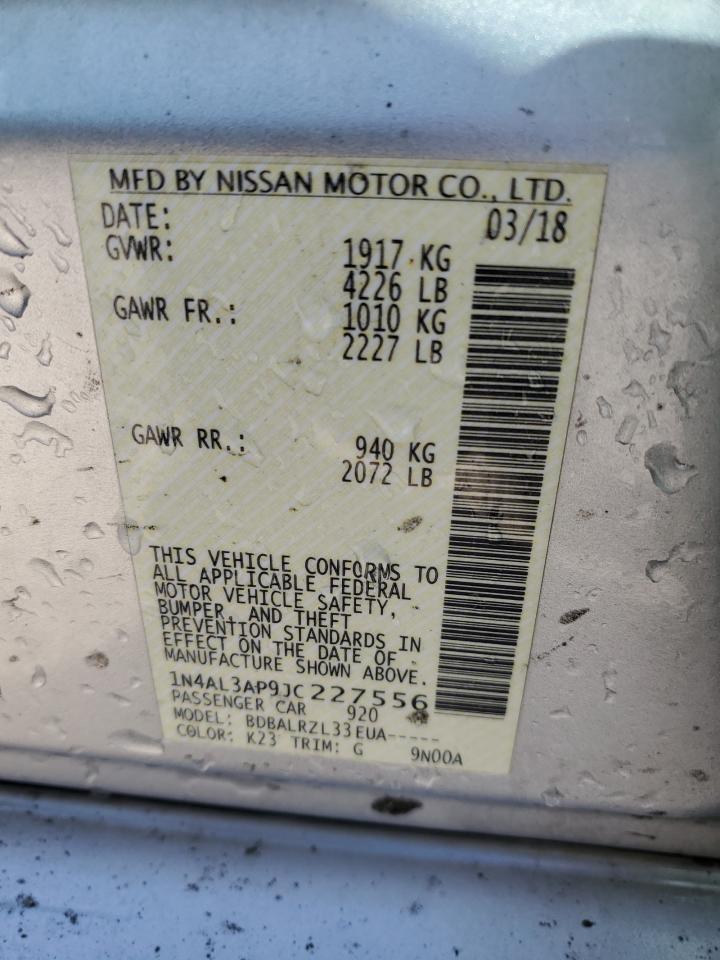 MFD BY NISSAN MOTOR CO., LTD.
DATE: 03/18
GVWR: 1917 KG
4226 LB
GAWR FR.: 1010 KG
2227 LB
GAWR RR.: 940 KG
2072 LB
THIS VEHICLE CONFORMS TO
ALL APPLICABLE FEDERAL
MOTOR VEHICLE SAFETY,
BUMPER, AND THEFT
PREVENTION STANDARDS IN
EFFECT ON THE DATE OF
MANUFACTURE SHOWN ABOVE.
1N4AL3AP9JC227556
PASSENGER CAR 920
MODEL: BDBALRZL33EUA-----
COLOR: K23 TRIM: G 9N00A